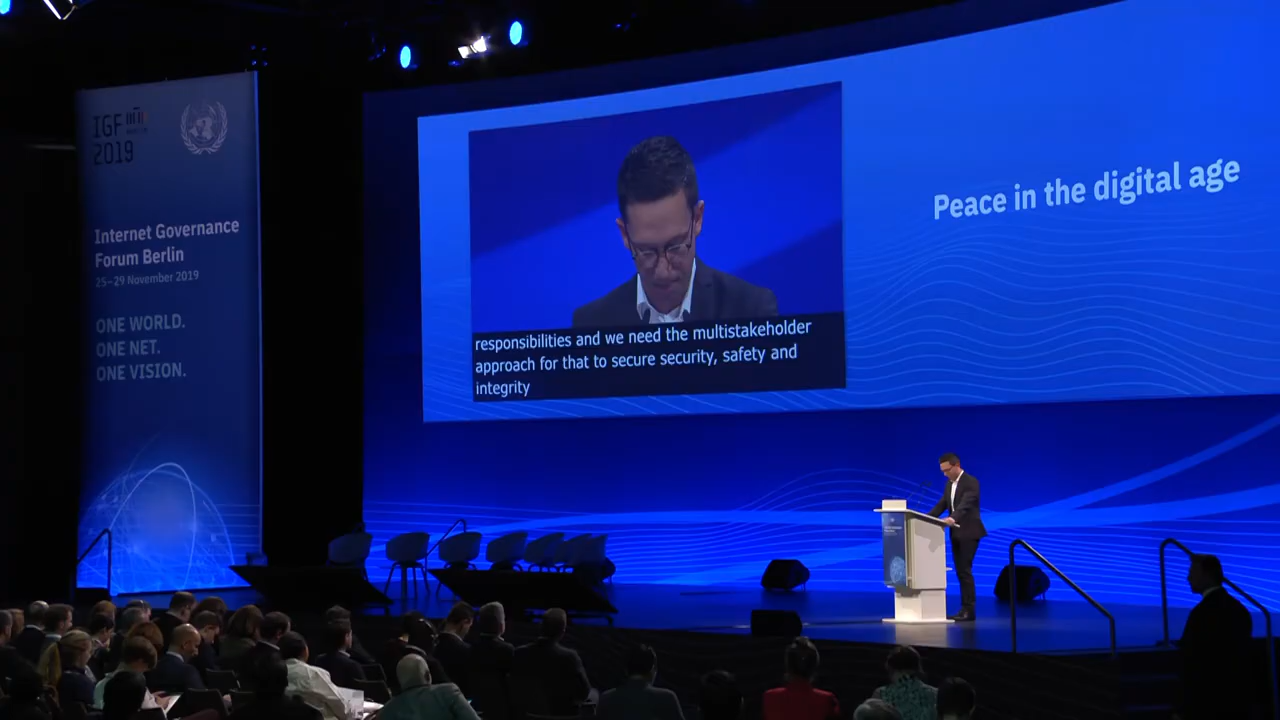 IGF
2019
Internet Governance
Forum Berlin
25–29 November 2019
ONE WORLD.
ONE NET.
ONE VISION.
responsibilities and we need the multistakeholder
approach for that to secure security, safety and
integrity
Peace in the digital age